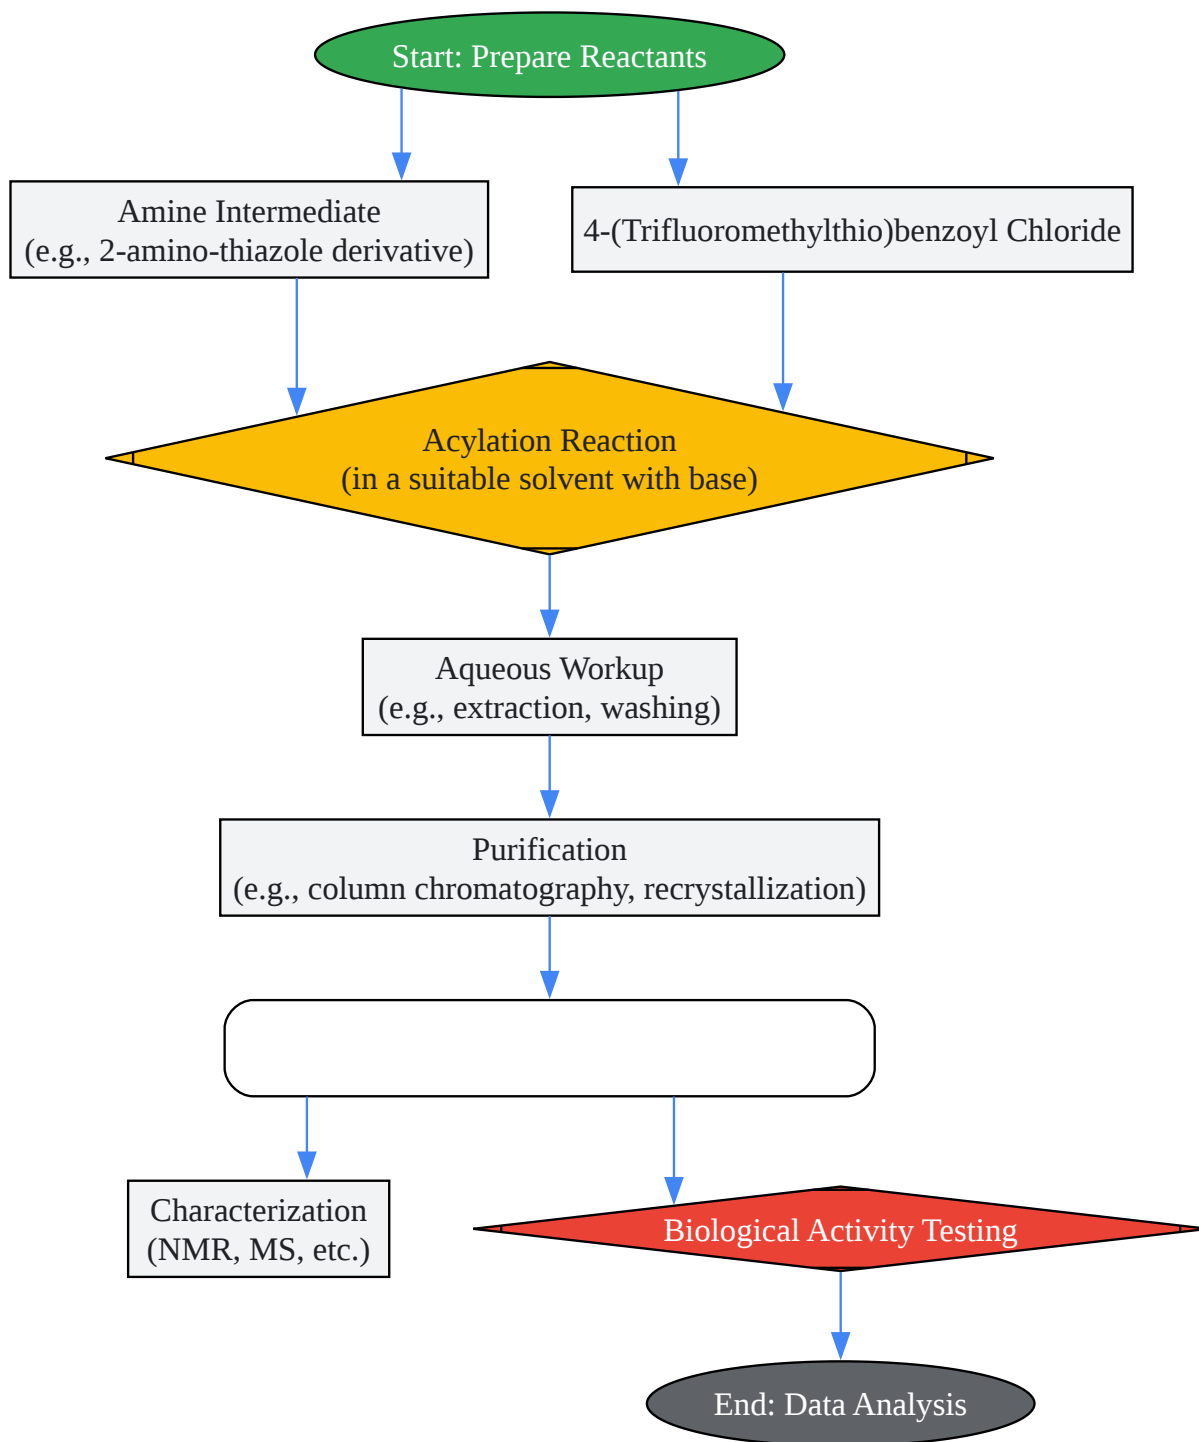 Start: Prepare Reactants
Amine Intermediate
(e.g., 2-amino-thiazole derivative)
4-(Trifluoromethylthio)benzoyl Chloride
Acylation Reaction
(in a suitable solvent with base)
Aqueous Workup
(e.g., extraction, washing)
Purification
(e.g., column chromatography, recrystallization)
Characterization
(NMR, MS, etc.)
Biological Activity Testing
End: Data Analysis